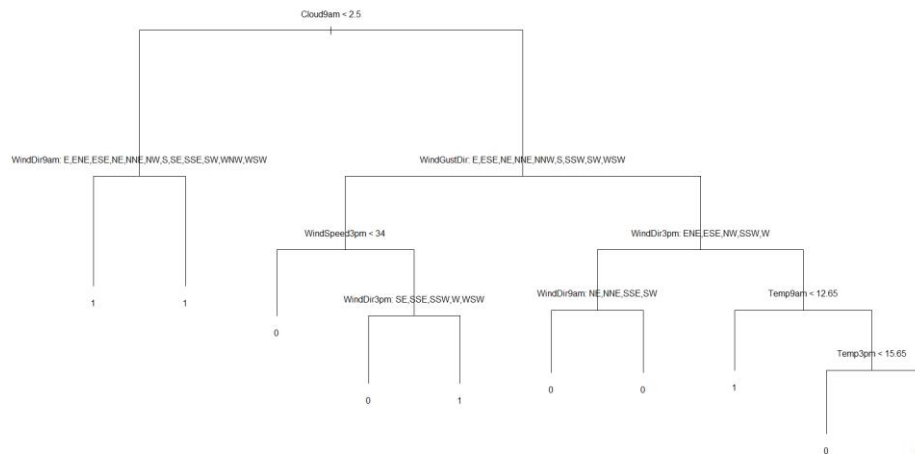 Cloud9am < 2.5
WindDir9am: E,ENE,ESE,NE,NNE,NW,S,SE,SSE,SW,WNW,WSW
WindGustDir: E,ESE,NE,NNE,NNW,S,SSW,SW,WSW
WindSpeed3pm < 34
WindDir3pm: ENE,ESE,NW,SSW,W
WindDir3pm: SE,SSE,SSW,W,WSW
WindDir9am: NE,NNE,SSE,SW
Temp9am < 12.65
1
1
0
Temp3pm < 15.65
0
1
0
0
1
0